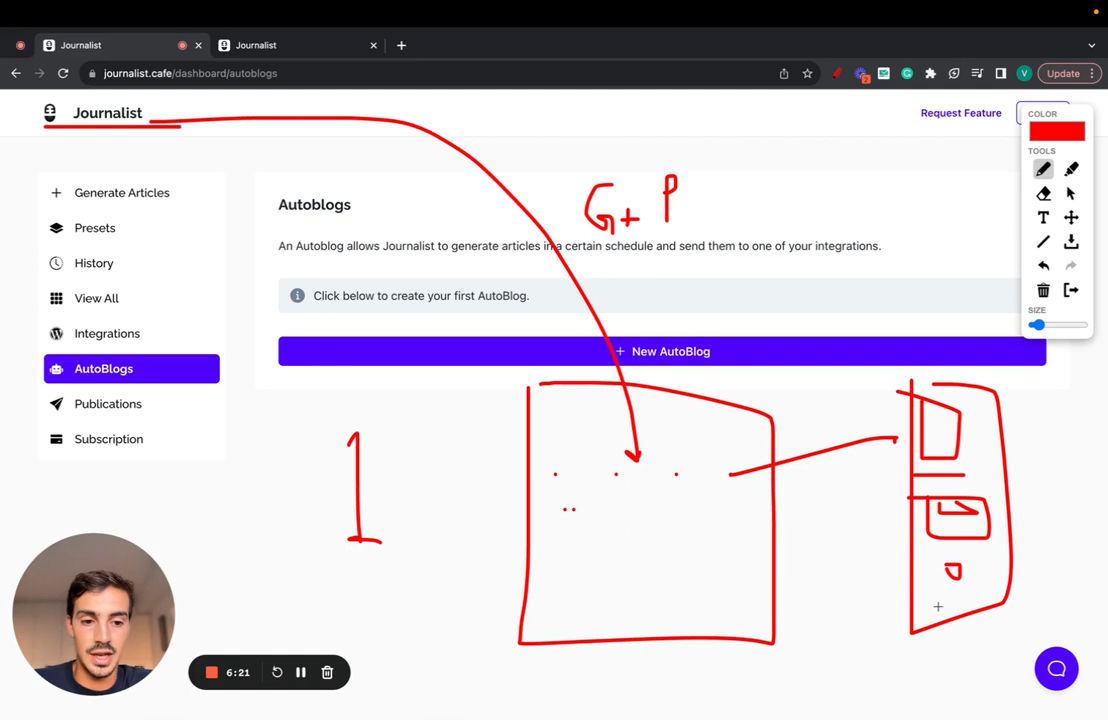 Journalist
Journalist
journalist.cafe/dashboard/autoblogs
2
V
Update
Journalist
Request Feature
COLOR
TOOLS
T
SIZE
Generate Articles
Presets
History
View All
Integrations
AutoBlogs
Publications
Subscription
Autoblogs
G+ P
An Autoblog allows Journalist to generate articles in a certain schedule and send them to one of your integrations.
Click below to create your first AutoBlog.
+ New AutoBlog
1
6:21